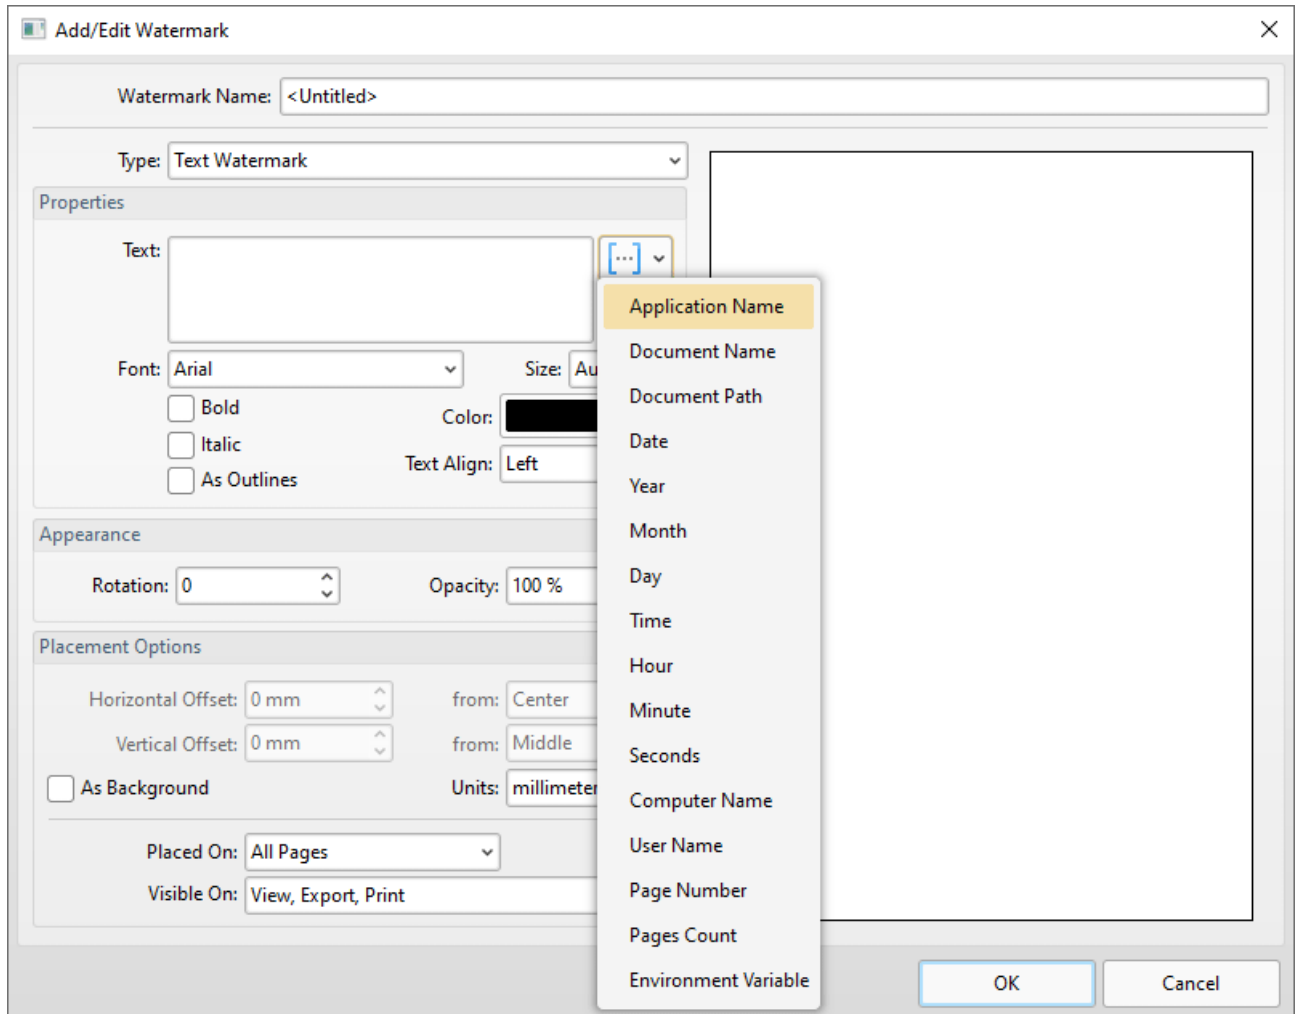 Add/Edit Watermark
Watermark Name: <Untitled>
Type: Text Watermark
Properties
Text:
[...]
Font: Arial
Size: Au
Bold
Color:
Italic
Text Align: Left
As Outlines
Appearance
Rotation: 0
Opacity: 100 %
Placement Options
Horizontal Offset: 0 mm
from: Center
Vertical Offset: 0 mm
from: Middle
As Background
Units: millimeter
Placed On: All Pages
Visible On: View, Export, Print
Application Name
Document Name
Document Path
Date
Year
Month
Day
Time
Hour
Minute
Seconds
Computer Name
User Name
Page Number
Pages Count
Environment Variable
OK
Cancel